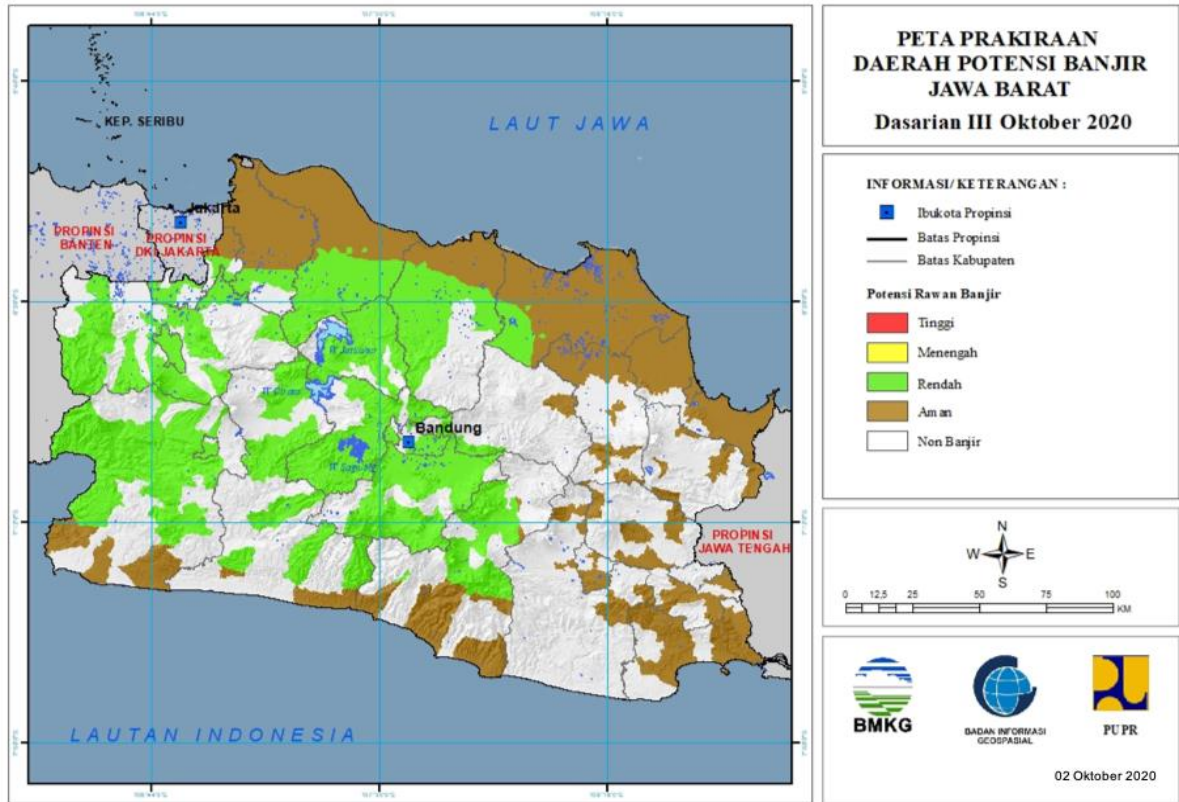 KEP. SERIBU
LAUT JAWA
Jakarta
PROPINSI
BANTEN
PROPINSI
DKI JAKARTA
Bandung
PROPINSI
JAWA TENGAH
LAUTAN INDONESIA
PETA PRAKIRAAN
DAERAH POTENSI BANJIR
JAWA BARAT
Dasarian III Oktober 2020
INFORMASI/ KETERANGAN :
Ibukota Propinsi
Batas Propinsi
Batas Kabupaten
Potensi Rawan Banjir
Tinggi
Menengah
Rendah
Aman
Non Banjir
N
W E
S
0 12,5 25 50 75 100
KM
BMKG
BADAN INFORMASI
GEOSPASIAL
PUPR
02 Oktober 2020